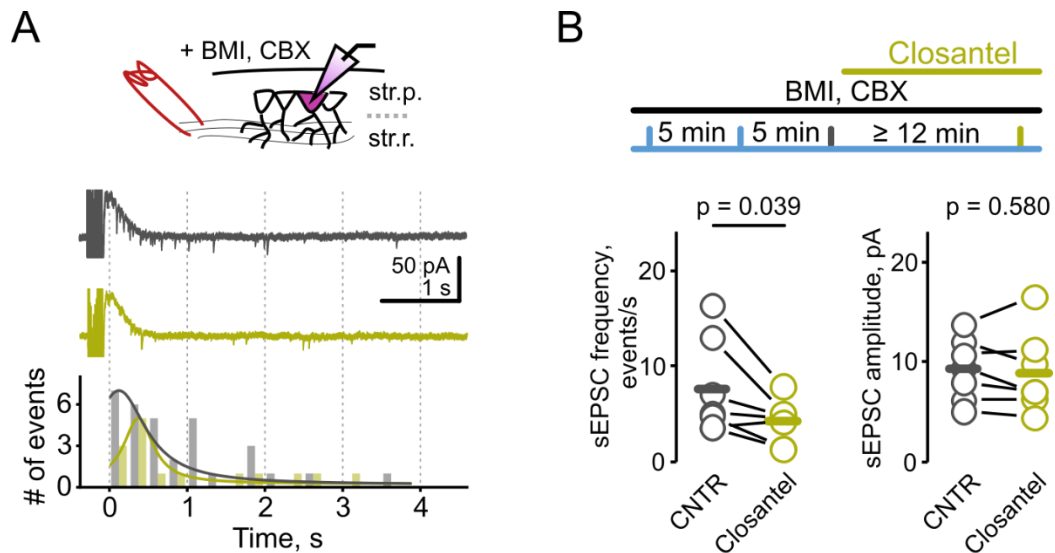 A
+ BMI, CBX
str.p.
str.r.
50 pA
1 s
# of events
6
3
0
0
1
2
3
4
Time, s
B
Closantel
BMI, CBX
5 min
5 min
≥ 12 min
p = 0.039
sEPSC frequency,
events/s
20
10
0
CNTR
Closantel
p = 0.580
sEPSC amplitude, pA
20
10
0
CNTR
Closantel